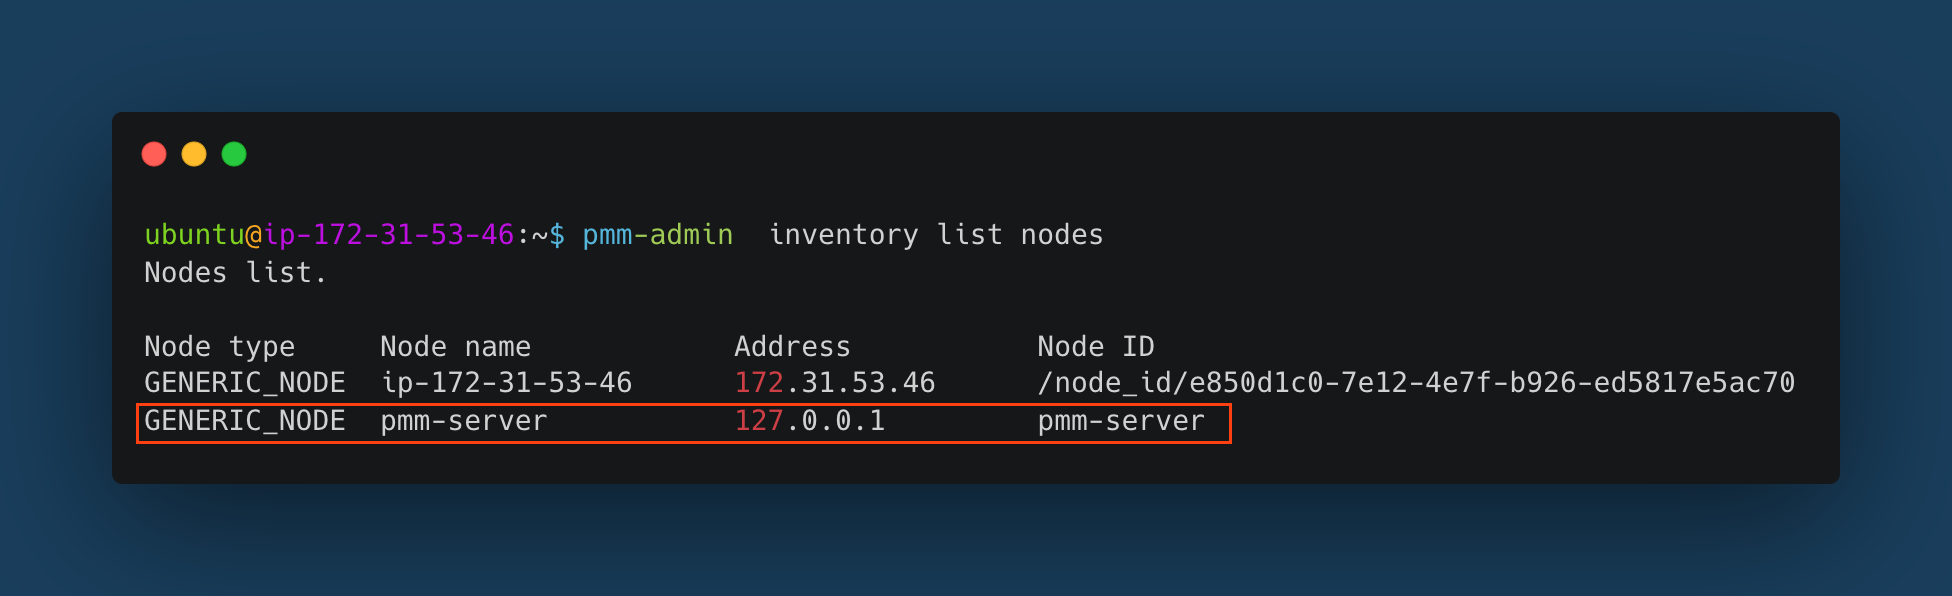 ubuntu@ip-172-31-53-46:~$ pmm-admin  inventory list nodes
Nodes list.
Node type     Node name            Address           Node ID
GENERIC_NODE  ip-172-31-53-46      172.31.53.46      /node_id/e850d1c0-7e12-4e7f-b926-ed5817e5ac70
GENERIC_NODE  pmm-server           127.0.0.1         pmm-server